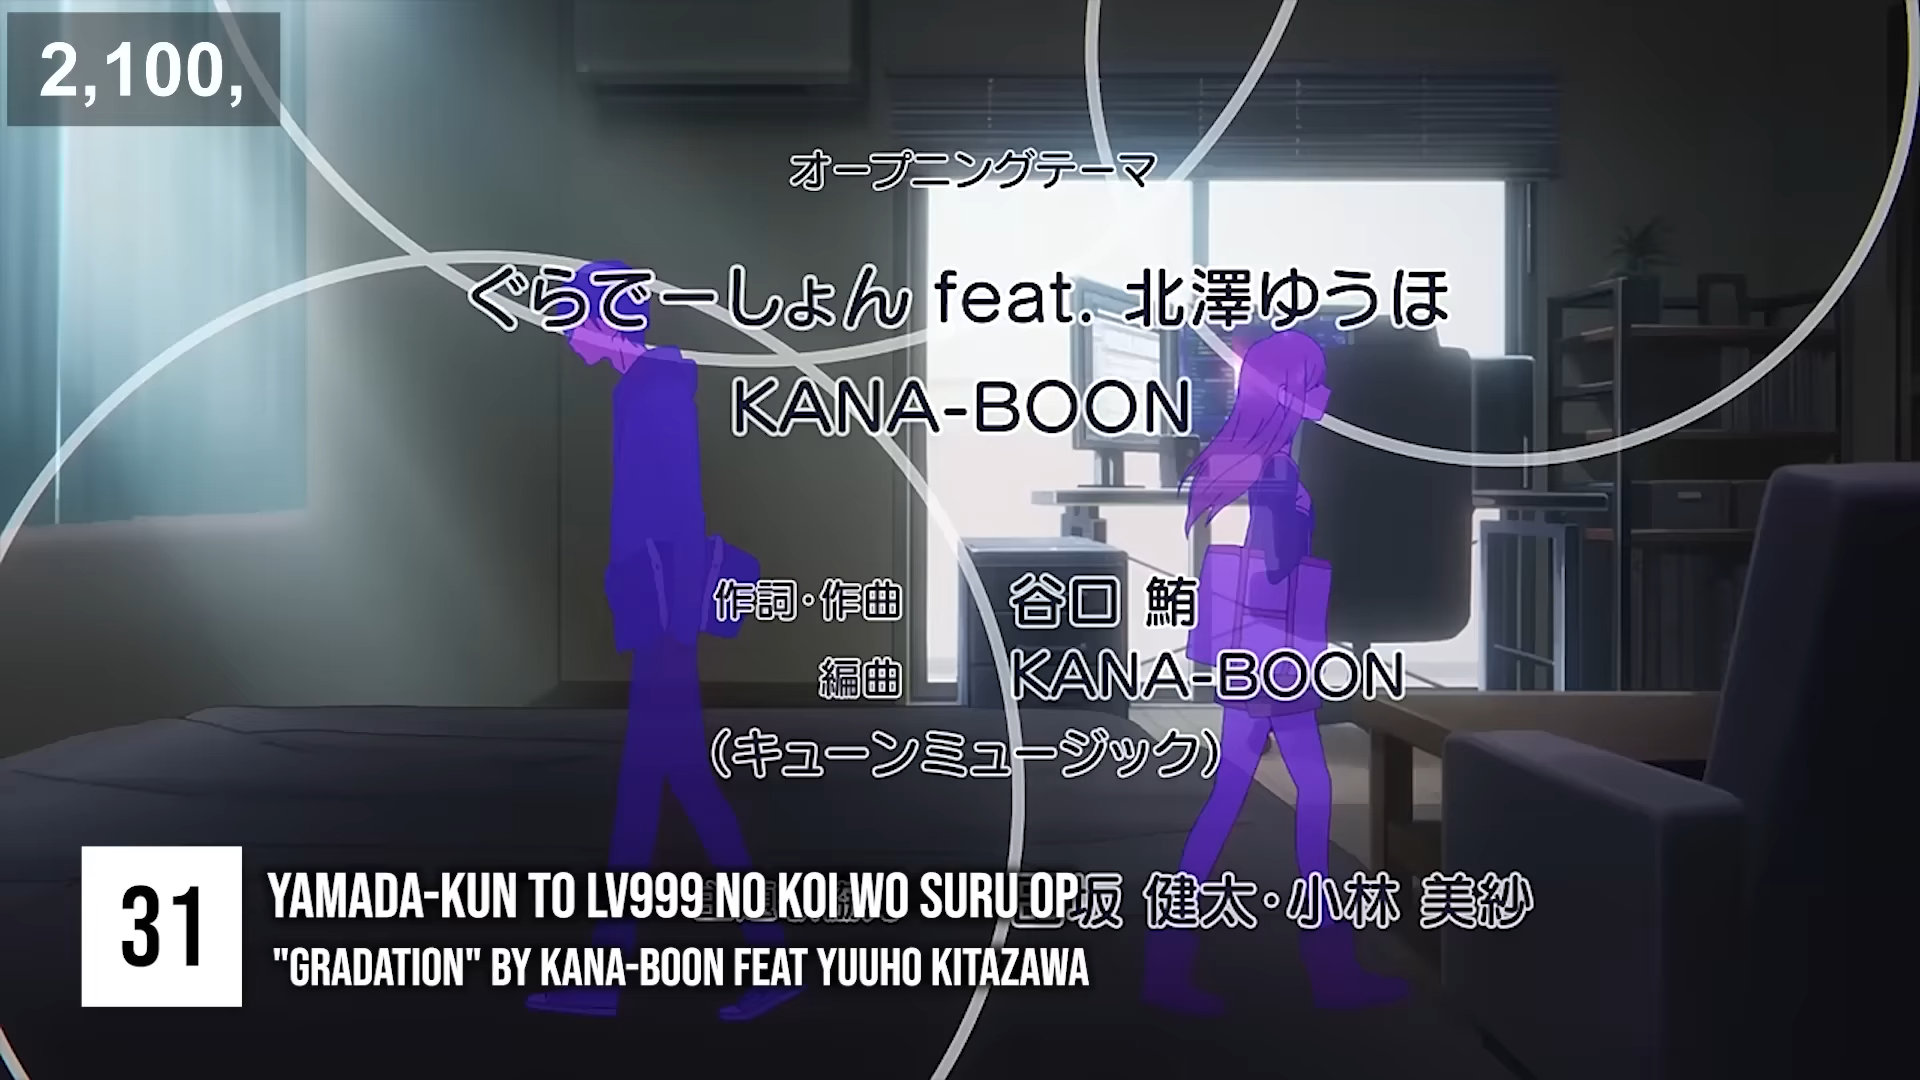 2,100,
オープニングテーマ
ぐらでーしょん feat. 北澤ゆうほ
KANA-BOON
作詞・作曲 谷口 鮪
編曲 KANA-BOON
(キューンミュージック)
坂 健太・小林 美紗
31
YAMADA-KUN TO LV999 NO KOI WO SURU OP
"GRADATION" BY KANA-BOON FEAT YUUHO KITAZAWA